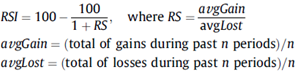 RSI = 100 − 100 / (1 + RS), where RS = avgGain / avgLost
avgGain = (total of gains during past n periods)/n
avgLost = (total of losses during past n periods)/n